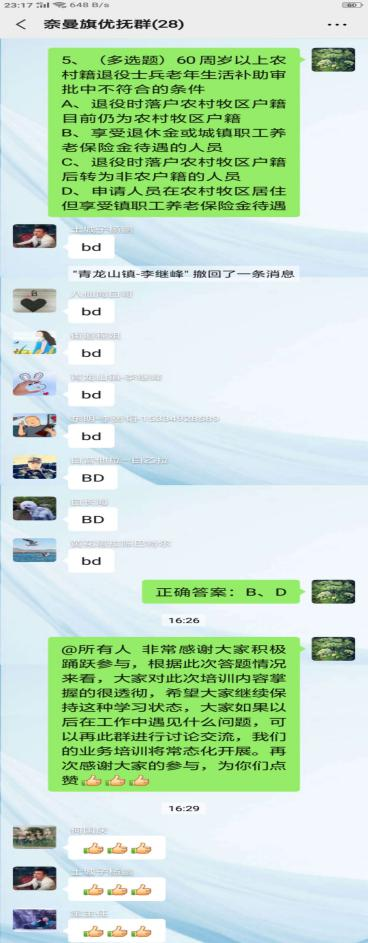 23:17
648 B/s
奈曼旗优抚群(28)
5、（多选题）60周岁以上农
村籍退役士兵老年生活补助审
批中不符合的条件
A、退役时落户农村牧区户籍
目前仍为农村牧区户籍
B、享受退休金或城镇职工养
老保险金待遇的人员
C、退役时落户农村牧区户籍
后转为非农户籍的人员
D、申请人员在农村牧区居住
但享受镇职工养老保险金待遇
bd
"青龙山镇-李继峰" 撤回了一条消息
bd
bd
青龙山镇-李继峰
bd
bd
BD
BD
bd
正确答案：B、D
16:26
@所有人 非常感谢大家积极
踊跃参与，根据此次答题情况
来看，大家对此次培训内容掌
握的很透彻，希望大家继续保
持这种学习状态，大家如果以
后在工作中遇见什么问题，可
以再此群进行讨论交流，我们
的业务培训将常态化开展。再
次感谢大家的参与，为你们点
赞👍👍👍
16:29
👍👍👍
👍👍👍
👍👍👍